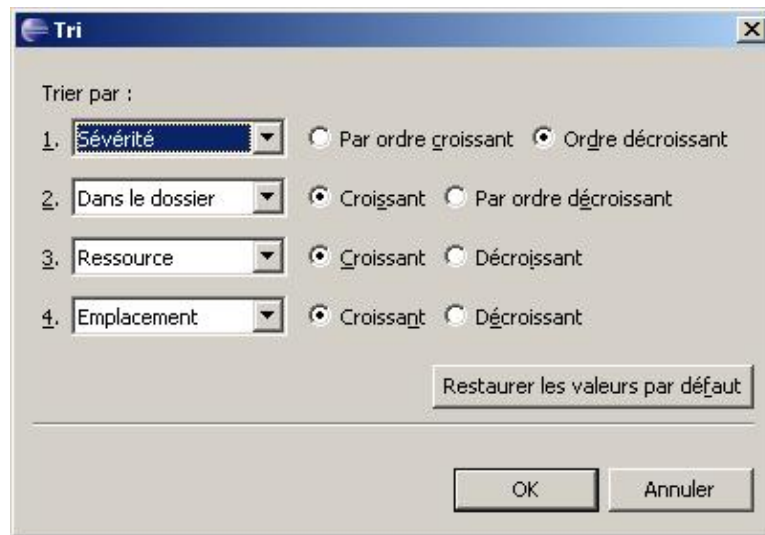 Tri
Trier par :
1. Sévérité Par ordre croissant Ordre décroissant
2. Dans le dossier Croissant Par ordre décroissant
3. Ressource Croissant Décroissant
4. Emplacement Croissant Décroissant
Restaurer les valeurs par défaut
OK Annuler